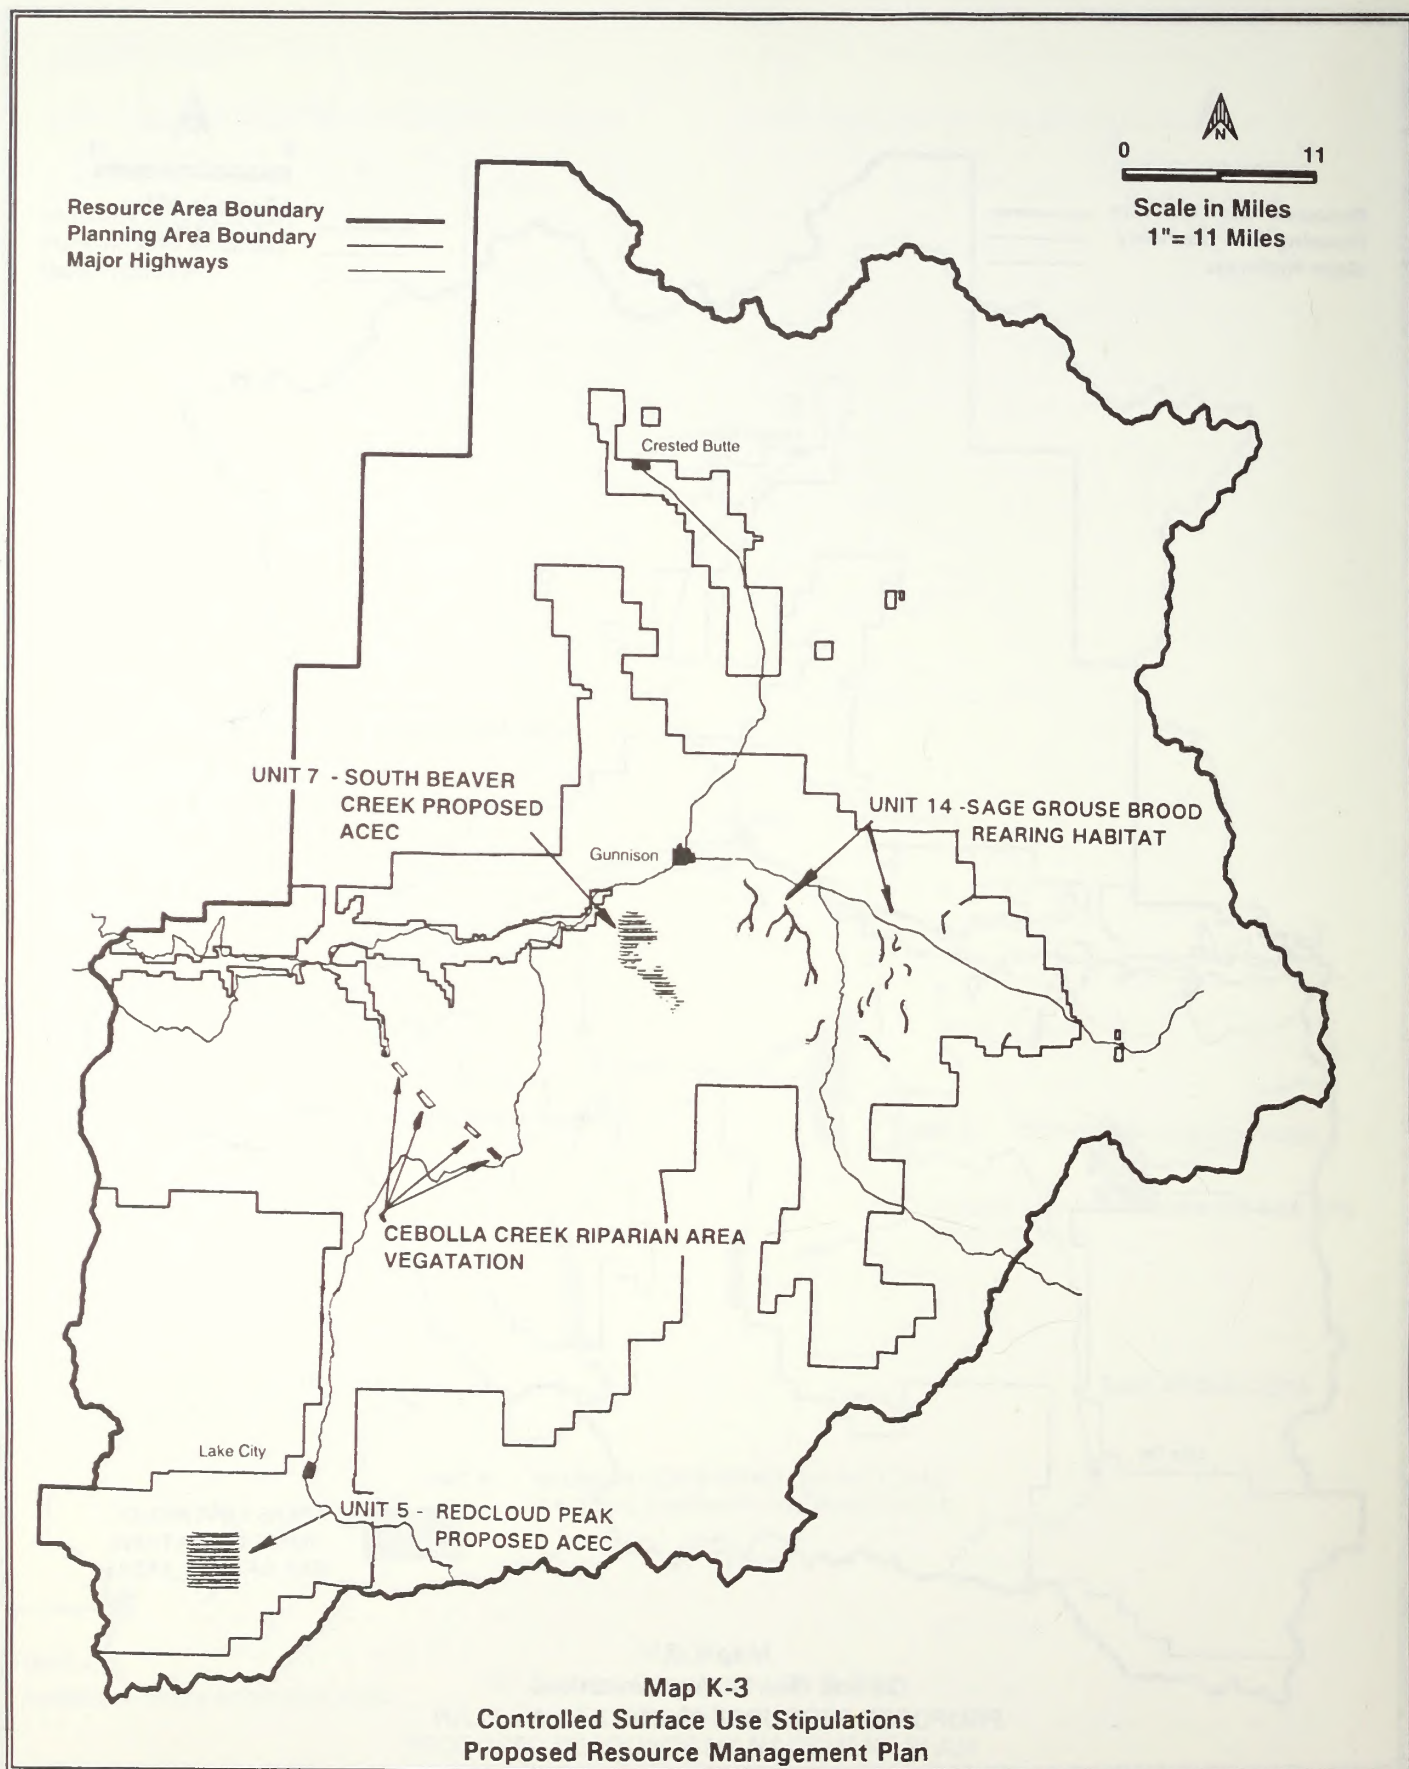 N
0 11
Scale in Miles
1"= 11 Miles
Resource Area Boundary
Planning Area Boundary
Major Highways
Crested Butte
UNIT 7 - SOUTH BEAVER
CREEK PROPOSED
ACEC
UNIT 14 -SAGE GROUSE BROOD
REARING HABITAT
Gunnison
CEBOLLA CREEK RIPARIAN AREA
VEGATATION
Lake City
UNIT 5 - REDCLOUD PEAK
PROPOSED ACEC
Map K-3
Controlled Surface Use Stipulations
Proposed Resource Management Plan